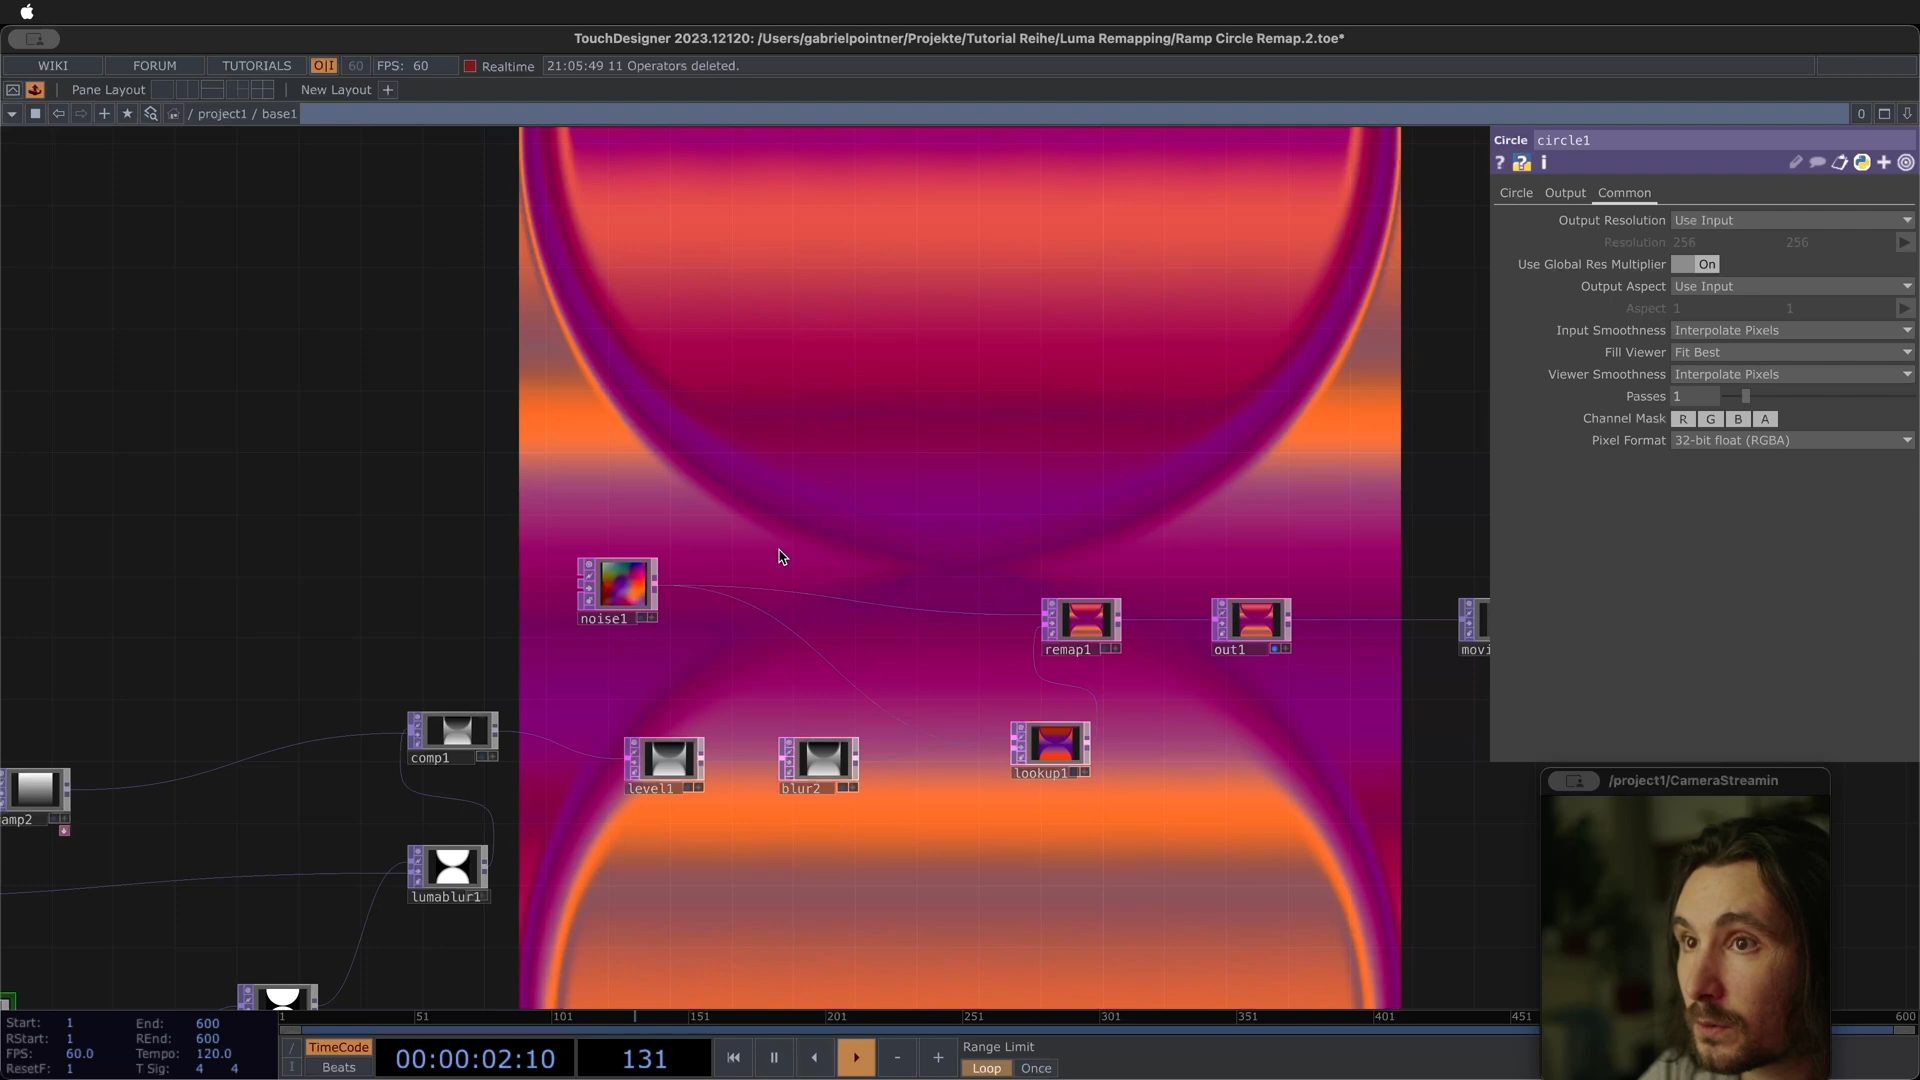 TouchDesigner 2023.12120: /Users/gabrielpointner/Projekte/Tutorial Reihe/Luma Remapping/Ramp Circle Remap.2.toe*
WIKI FORUM TUTORIALS O|I 60 FPS: 60 Realtime 21:05:49 11 Operators deleted.
Pane Layout New Layout +
/ project1 / base1 0
Circle circle1
? ? i
Circle Output Common
Output Resolution Use Input
Resolution 256 256
Use Global Res Multiplier On
Output Aspect Use Input
Aspect 1 1
Input Smoothness Interpolate Pixels
Fill Viewer Fit Best
Viewer Smoothness Interpolate Pixels
Passes 1
Channel Mask R G B A
Pixel Format 32-bit float (RGBA)
noise1
remap1
out1
movi
comp1
level1
blur2
lookup1
amp2
lumablur1
/project1/CameraStreamin
1 51 101 151 201 251 301 351 401 451 600
Start: 1 End: 600
RStart: 1 REnd: 600
FPS: 60.0 Tempo: 120.0
ResetF: 1 T Sig: 4 4
TimeCode
Beats
00:00:02:10
131
Range Limit
Loop Once